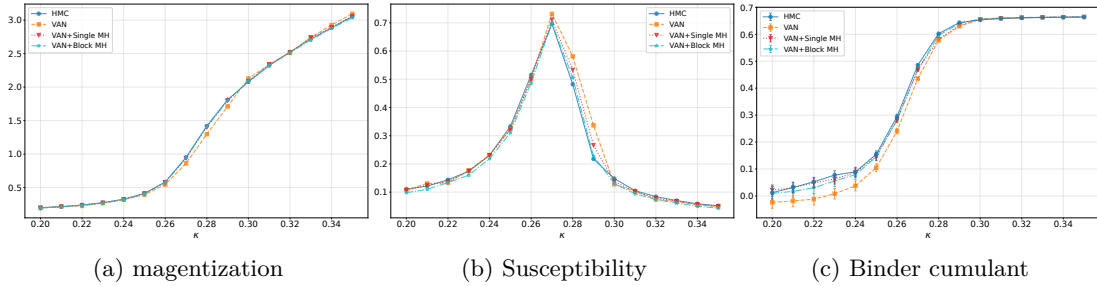 3.0
2.5
2.0
1.5
1.0
0.5
0.20 0.22 0.24 0.26 0.28 0.30 0.32 0.34
κ
HMC
VAN
VAN+Single MH
VAN+Block MH
(a) magentization
0.7
0.6
0.5
0.4
0.3
0.2
0.1
0.20 0.22 0.24 0.26 0.28 0.30 0.32 0.34
κ
HMC
VAN
VAN+Single MH
VAN+Block MH
(b) Susceptibility
0.7
0.6
0.5
0.4
0.3
0.2
0.1
0.0
0.20 0.22 0.24 0.26 0.28 0.30 0.32 0.34
κ
HMC
VAN
VAN+Single MH
VAN+Block MH
(c) Binder cumulant